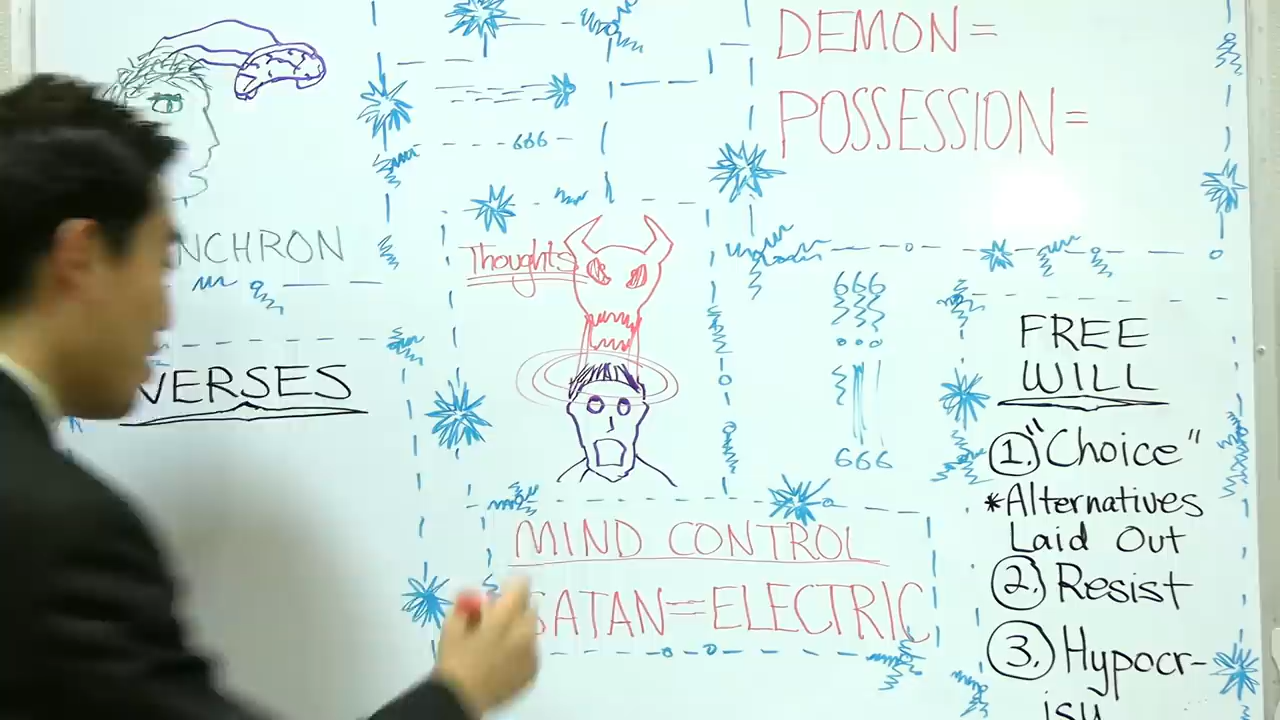 DEMON=
POSSESSION=
666
NCHRON
Thoughts
VERSES
666
666
FREE
WILL
1. "Choice"
*Alternatives
Laid Out
2. Resist
3. Hypocr-
isy
MIND CONTROL
SATAN=ELECTRIC